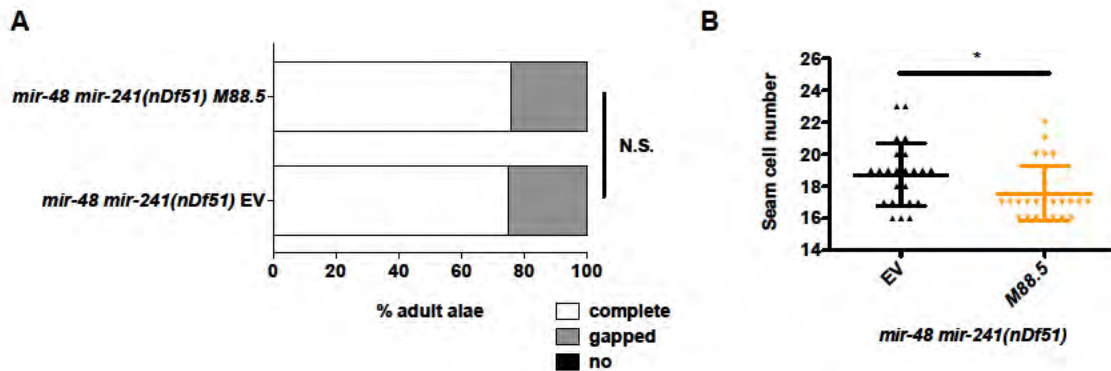 A
mir-48 mir-241(nDf51) M88.5
mir-48 mir-241(nDf51) EV
N.S.
0 20 40 60 80 100
% adult alae
complete
gapped
no
B
*
Seam cell number
26
24
22
20
18
16
14
EV
M88.5
mir-48 mir-241(nDf51)